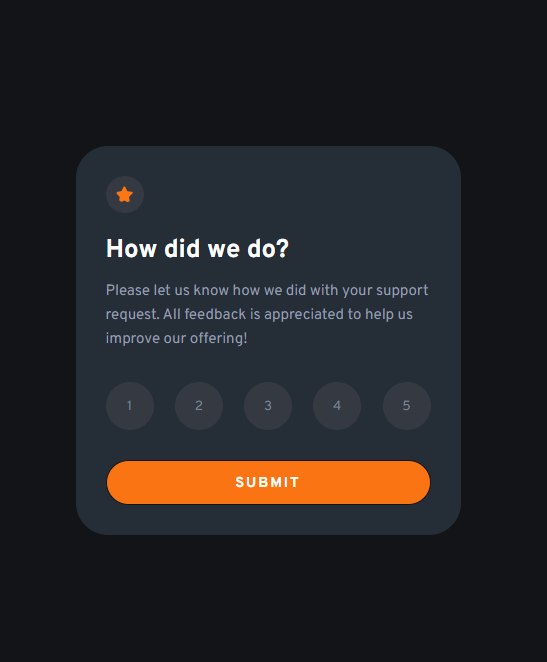 How did we do?
Please let us know how we did with your support
request. All feedback is appreciated to help us
improve our offering!
1 2 3 4 5
SUBMIT